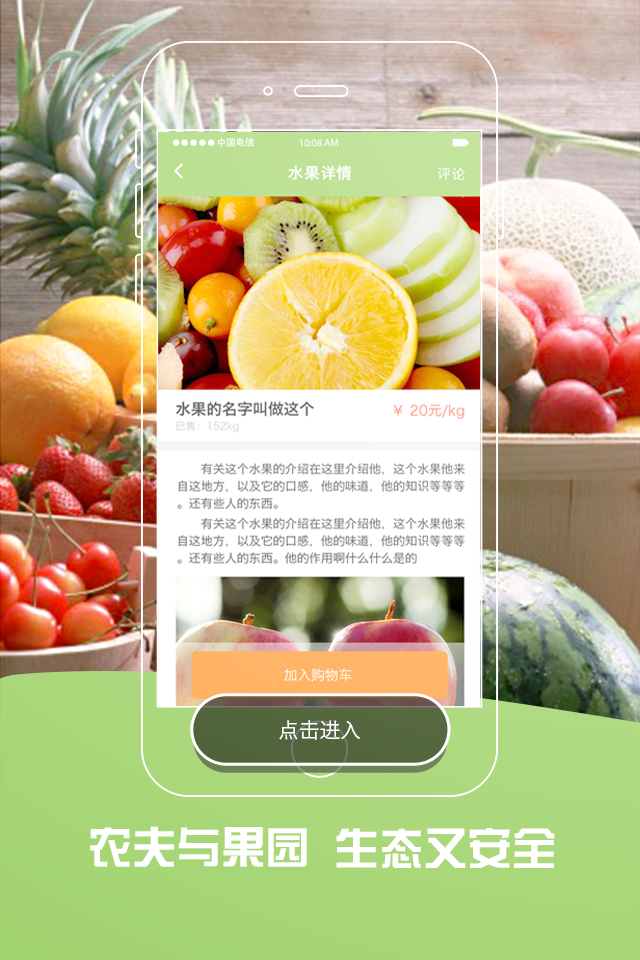 中国电信 10:08 AM
水果详情 评论
水果的名字叫做这个 ¥ 20元/kg
已售：152kg
有关这个水果的介绍在这里介绍他，这个水果他来
自这地方，以及它的口感，他的味道，他的知识等等等
。还有些人的东西。
有关这个水果的介绍在这里介绍他，这个水果他来
自这地方，以及它的口感，他的味道，他的知识等等等
。还有些人的东西。他的作用啊什么什么是的
加入购物车
点击进入
农夫与果园 生态又安全